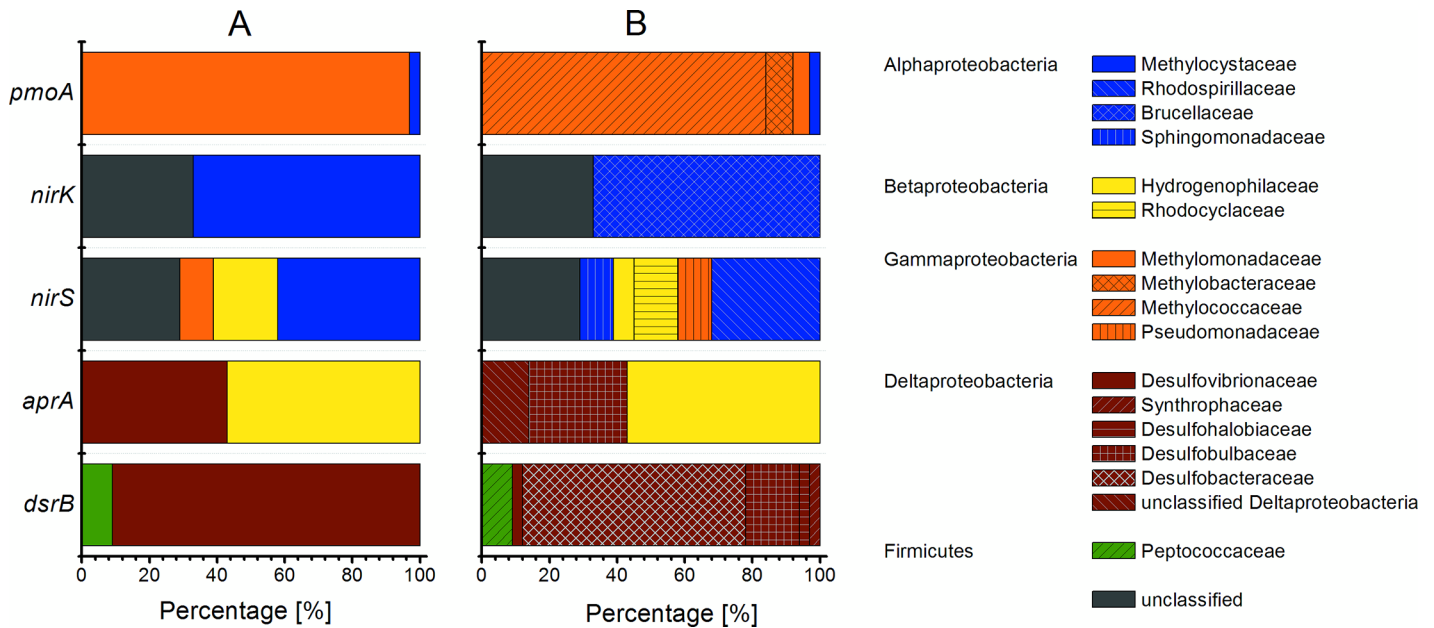 A
B
pmoA
nirK
nirS
aprA
dsrB
0 20 40 60 80 100
Percentage [%]
0 20 40 60 80 100
Percentage [%]
Alphaproteobacteria
Methylocystaceae
Rhodospirillaceae
Brucellaceae
Sphingomonadaceae
Betaproteobacteria
Hydrogenophilaceae
Rhodocyclaceae
Gammaproteobacteria
Methylomonadaceae
Methylobacteraceae
Methylococcaceae
Pseudomonadaceae
Deltaproteobacteria
Desulfovibrionaceae
Synthrophaceae
Desulfohalobiaceae
Desulfobulbaceae
Desulfobacteraceae
unclassified Deltaproteobacteria
Firmicutes
Peptococcaceae
unclassified